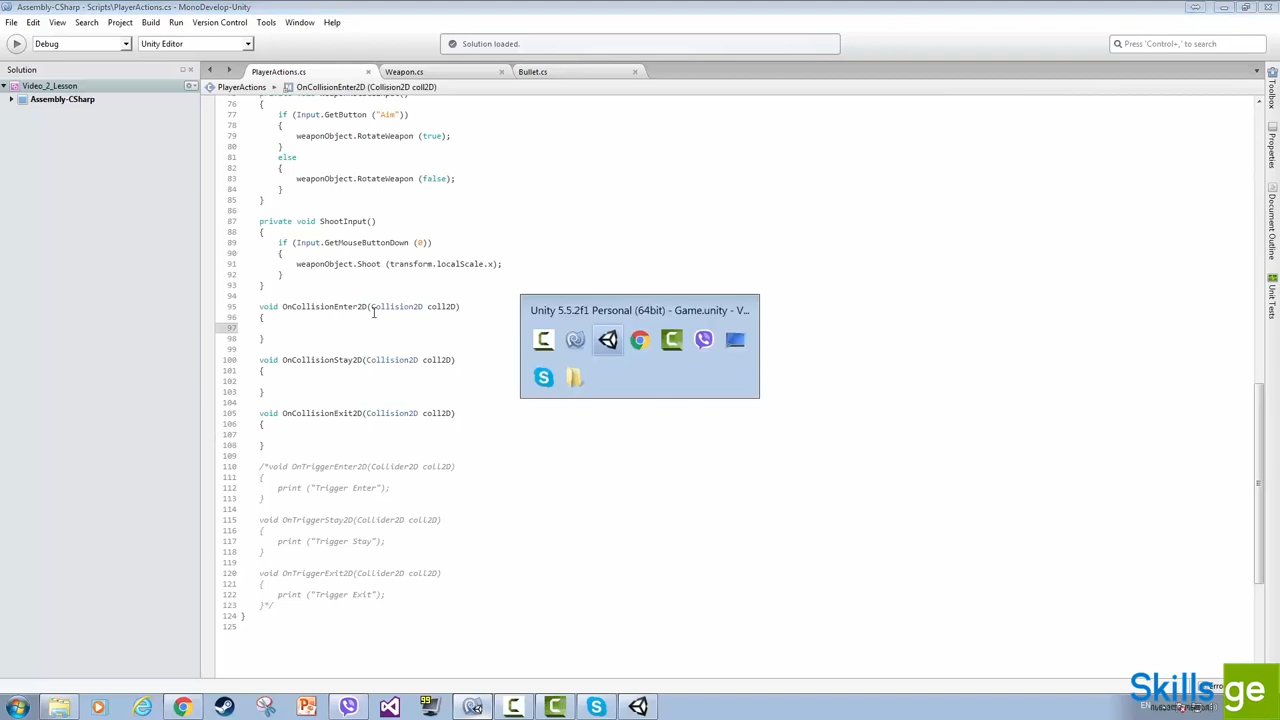 Assembly-CSharp - Scripts\PlayerActions.cs - MonoDevelop-Unity
File Edit View Search Project Build Run Version Control Tools Window Help
Debug Unity Editor Solution loaded. Press 'Control+,' to search
Solution PlayerActions.cs Weapon.cs Bullet.cs
Video_2_Lesson PlayerActions OnCollisionEnter2D (Collision2D coll2D)
Assembly-CSharp
76 {
77 if (Input.GetButton ("Aim"))
78 {
79 weaponObject.RotateWeapon (true);
80 }
81 else
82 {
83 weaponObject.RotateWeapon (false);
84 }
85 }
86
87 private void ShootInput()
88 {
89 if (Input.GetMouseButtonDown (0))
90 {
91 weaponObject.Shoot (transform.localScale.x);
92 }
93 }
94
95 void OnCollisionEnter2D(Collision2D coll2D)
96 {
97
98 }
99
100 void OnCollisionStay2D(Collision2D coll2D)
101 {
102
103 }
104
105 void OnCollisionExit2D(Collision2D coll2D)
106 {
107
108 }
109
110 /*void OnTriggerEnter2D(Collider2D coll2D)
111 {
112 print ("Trigger Enter");
113 }
114
115 void OnTriggerStay2D(Collider2D coll2D)
116 {
117 print ("Trigger Stay");
118 }
119
120 void OnTriggerExit2D(Collider2D coll2D)
121 {
122 print ("Trigger Exit");
123 }*/
124 }
125
Unity 5.5.2f1 Personal (64bit) - Game.unity - V...
Toolbox
Properties
Document Outline
Unit Tests
99
Skills ge